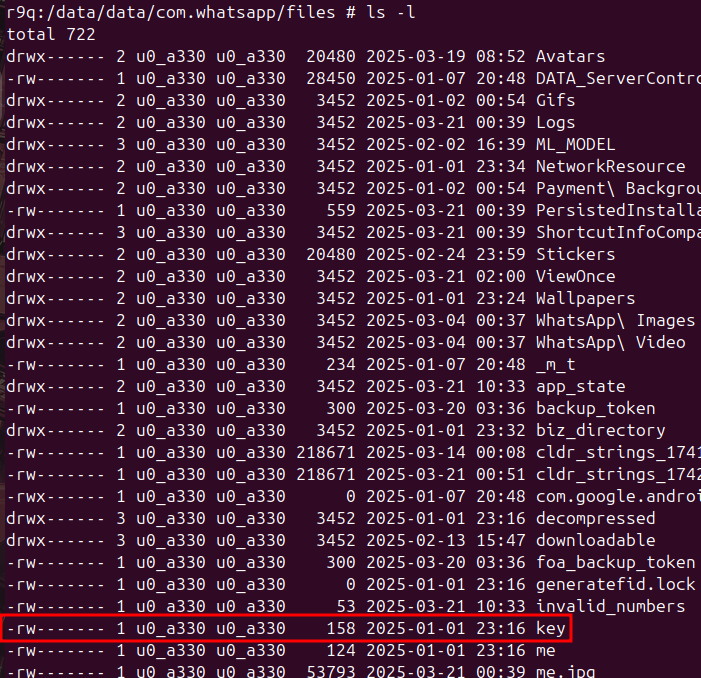 r9q:/data/data/com.whatsapp/files # ls -l
total 722
drwx------ 2 u0_a330 u0_a330  20480 2025-03-19 08:52 Avatars
-rw------- 1 u0_a330 u0_a330  28450 2025-01-07 20:48 DATA_ServerContro
drwx------ 2 u0_a330 u0_a330   3452 2025-01-02 00:54 Gifs
drwx------ 2 u0_a330 u0_a330   3452 2025-03-21 00:39 Logs
drwx------ 3 u0_a330 u0_a330   3452 2025-02-02 16:39 ML_MODEL
drwx------ 2 u0_a330 u0_a330   3452 2025-01-01 23:34 NetworkResource
drwx------ 2 u0_a330 u0_a330   3452 2025-01-02 00:54 Payment\ Backgrou
-rw------- 1 u0_a330 u0_a330    559 2025-03-21 00:39 PersistedInstalla
drwx------ 3 u0_a330 u0_a330   3452 2025-03-21 00:39 ShortcutInfoCompa
drwx------ 2 u0_a330 u0_a330  20480 2025-02-24 23:59 Stickers
drwx------ 2 u0_a330 u0_a330   3452 2025-03-21 02:00 ViewOnce
drwx------ 2 u0_a330 u0_a330   3452 2025-01-01 23:24 Wallpapers
drwx------ 2 u0_a330 u0_a330   3452 2025-03-04 00:37 WhatsApp\ Images
drwx------ 2 u0_a330 u0_a330   3452 2025-03-04 00:37 WhatsApp\ Video
-rw------- 1 u0_a330 u0_a330    234 2025-01-07 20:48 _m_t
drwx------ 2 u0_a330 u0_a330   3452 2025-03-21 10:33 app_state
-rw------- 1 u0_a330 u0_a330    300 2025-03-20 03:36 backup_token
drwx------ 2 u0_a330 u0_a330   3452 2025-01-01 23:32 biz_directory
-rw------- 1 u0_a330 u0_a330 218671 2025-03-14 00:08 cldr_strings_1741
-rw------- 1 u0_a330 u0_a330 218671 2025-03-21 00:51 cldr_strings_1742
-rwx------ 1 u0_a330 u0_a330      0 2025-01-07 20:48 com.google.androi
drwx------ 3 u0_a330 u0_a330   3452 2025-01-01 23:16 decompressed
drwx------ 3 u0_a330 u0_a330   3452 2025-02-13 15:47 downloadable
-rw------- 1 u0_a330 u0_a330    300 2025-03-20 03:36 foa_backup_token
-rw------- 1 u0_a330 u0_a330      0 2025-01-01 23:16 generatefid.lock
-rw------- 1 u0_a330 u0_a330     53 2025-03-21 10:33 invalid_numbers
-rw------- 1 u0_a330 u0_a330    158 2025-01-01 23:16 key
-rw------- 1 u0_a330 u0_a330    124 2025-01-01 23:16 me
-rw------- 1 u0_a330 u0_a330  53793 2025-03-21 00:39 me.jpg